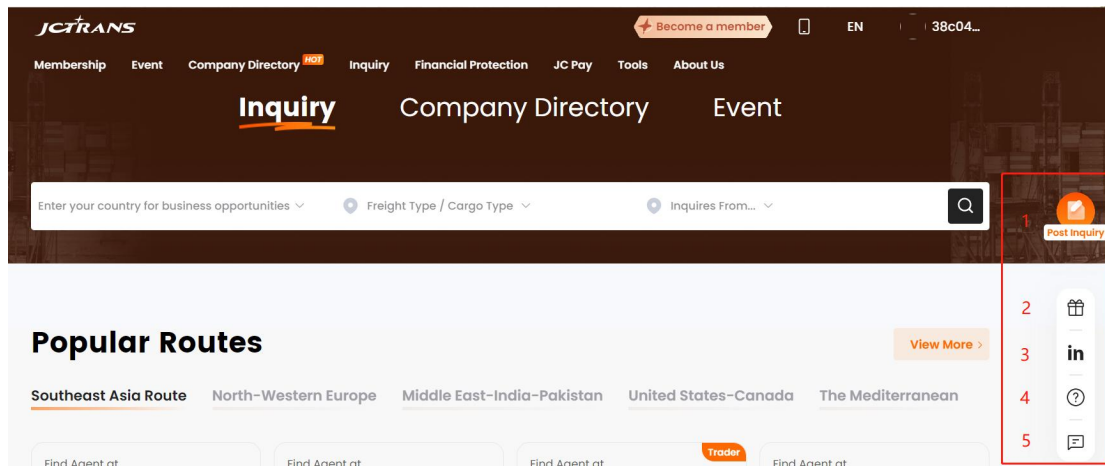 JCTRANS
Become a member
EN
38c04...
Membership Event Company Directory HOT Inquiry Financial Protection JC Pay Tools About Us
Inquiry Company Directory Event
Enter your country for business opportunities Freight Type / Cargo Type Inquires From...
1
Post Inquiry
2
Popular Routes
View More >
3 in
Southeast Asia Route North-Western Europe Middle East-India-Pakistan United States-Canada The Mediterranean
4 ?
5
Trader
Find Agent at Find Agent at Find Agent at Find Agent at